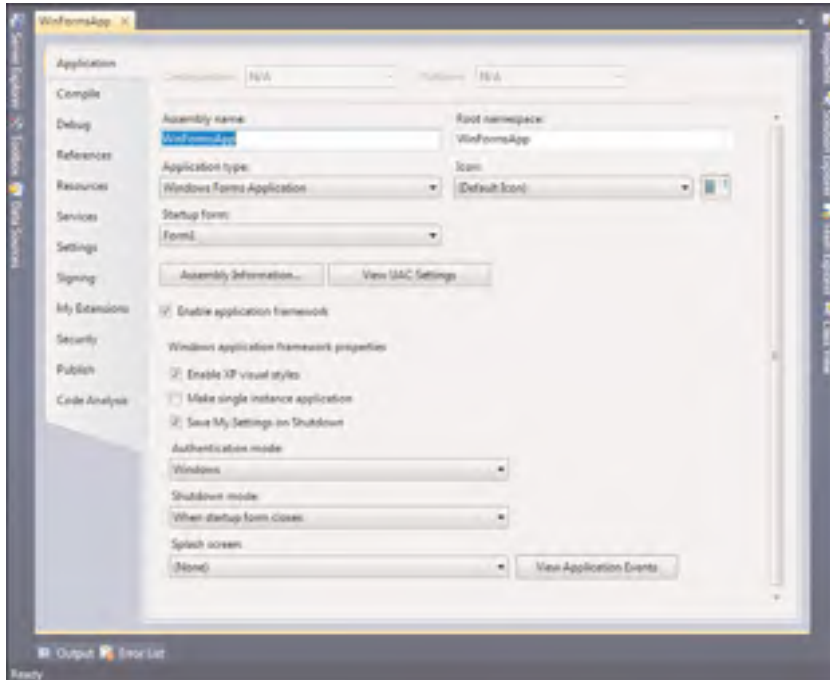 WinFormsApp
Server Explorer
Toolbox
Data Sources
Application
Compile
Debug
References
Resources
Services
Settings
Signing
My Extensions
Security
Publish
Code Analysis
N/A
N/A
Assembly name:
WinFormsApp
Root namespace:
WinFormsApp
Application type:
Windows Forms Application
Icon:
(Default Icon)
Startup form:
Form1
Assembly Information...
View UAC Settings
Enable application framework
Windows application framework properties
Enable XP visual styles
Make single instance application
Save My Settings on Shutdown
Authentication mode:
Windows
Shutdown mode:
When startup form closes
Splash screen:
(None)
View Application Events
Properties
Solution Explorer
Team Explorer
Class View
Output
Error List
Ready